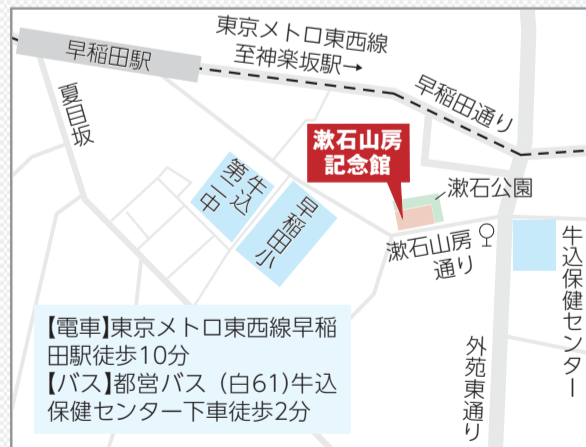 東京メトロ東西線
至神楽坂駅→
早稲田駅
早稲田通り
夏目坂
漱石山房
記念館
漱石公園
牛込
第二中
早稲田小
漱石山房
通り
牛込保健センター
外苑東通り
【電車】東京メトロ東西線早稲
田駅徒歩10分
【バス】都営バス（白61）牛込
保健センター下車徒歩2分